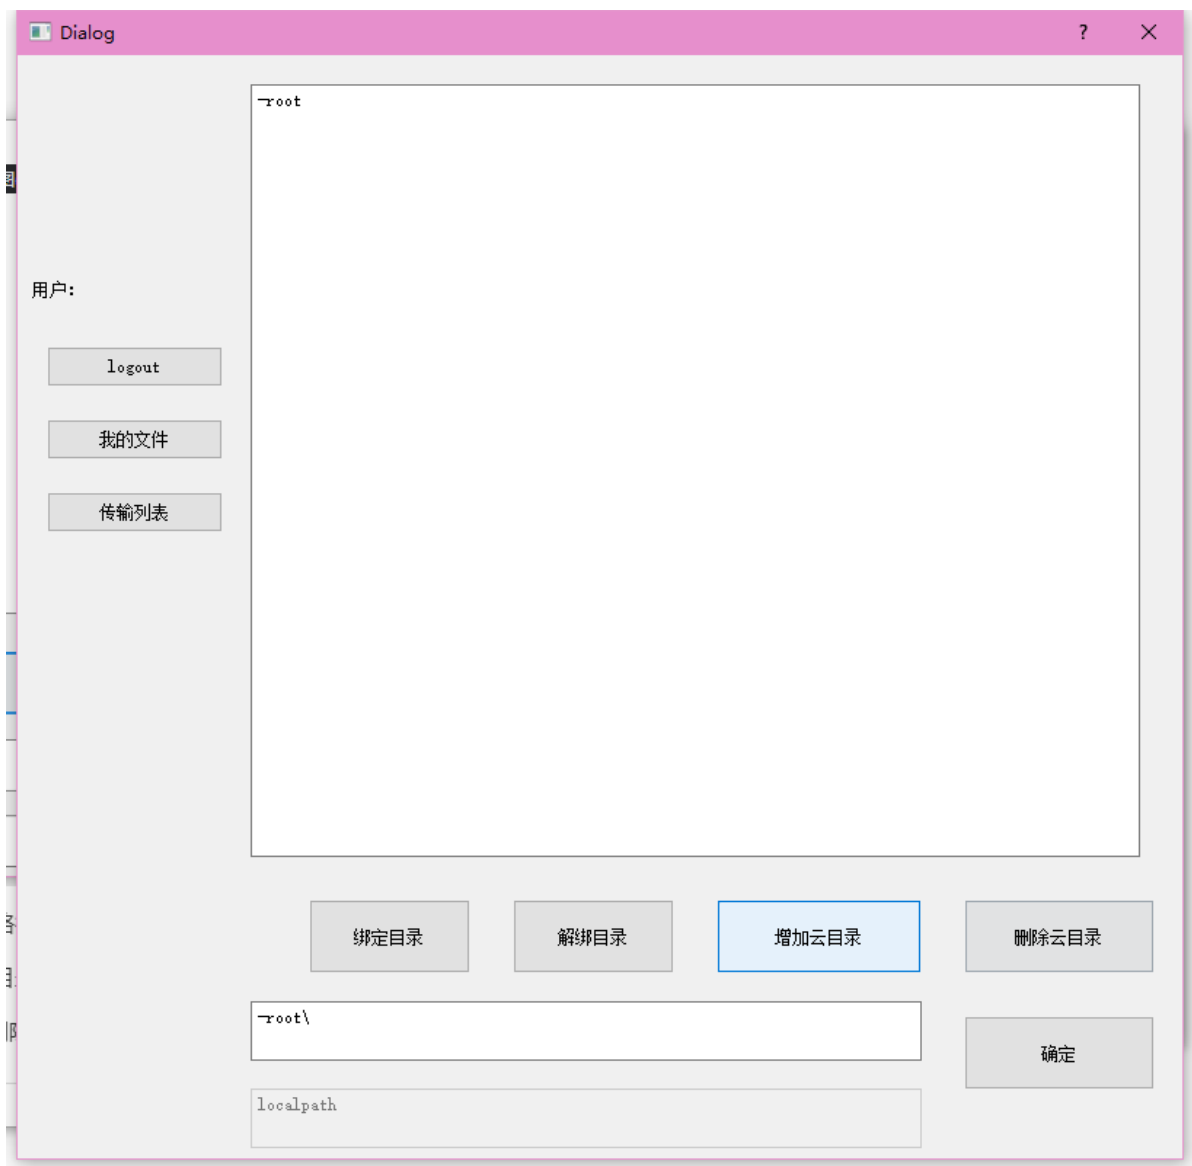 Dialog
?
¬root
用户:
logout
我的文件
传输列表
绑定目录
解绑目录
增加云目录
删除云目录
¬root\
确定
localpath